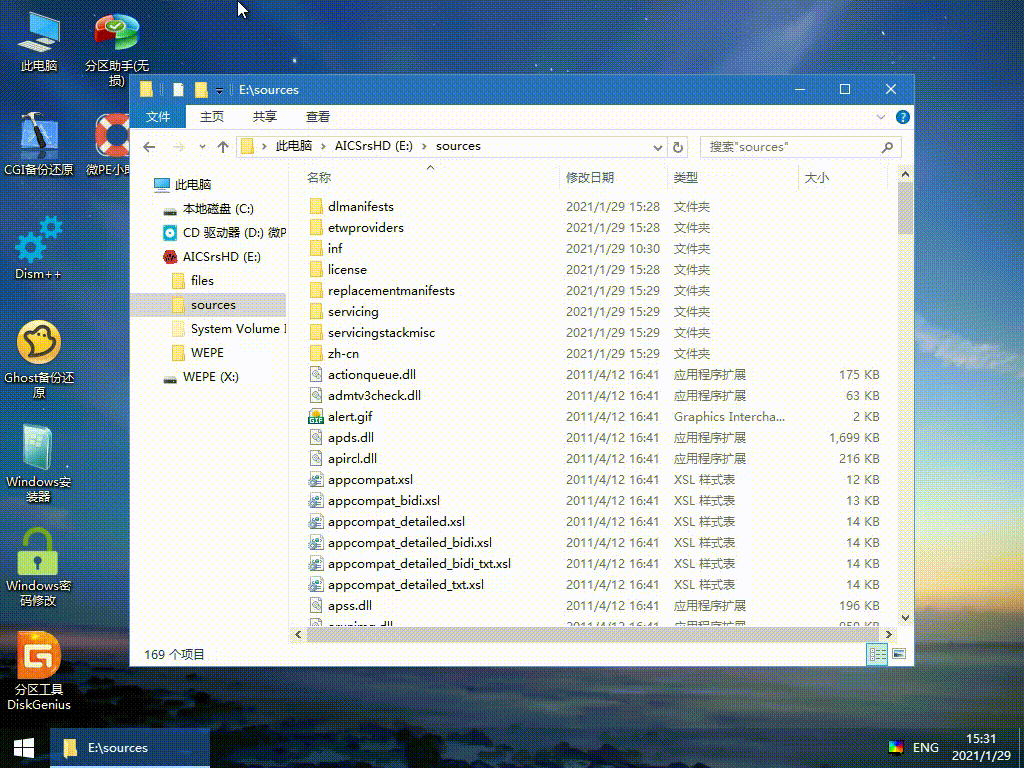 此电脑
分区助手(无
损)
CGI备份还原
微PE小助
Dism++
Ghost备份还
原
Windows安
装器
Windows密
码修改
分区工具
DiskGenius
E:\sources
文件 主页 共享 查看
此电脑 AICSrsHD (E:) sources
搜索"sources"
此电脑
本地磁盘 (C:)
CD 驱动器 (D:) 微P
AICSrsHD (E:)
files
sources
System Volume I
WEPE
WEPE (X:)
名称 修改日期 类型 大小
dlmanifests 2021/1/29 15:28 文件夹
etwproviders 2021/1/29 15:28 文件夹
inf 2021/1/29 10:30 文件夹
license 2021/1/29 15:28 文件夹
replacementmanifests 2021/1/29 15:29 文件夹
servicing 2021/1/29 15:29 文件夹
servicingstackmisc 2021/1/29 15:29 文件夹
zh-cn 2021/1/29 15:29 文件夹
actionqueue.dll 2011/4/12 16:41 应用程序扩展 175 KB
admtv3check.dll 2011/4/12 16:41 应用程序扩展 63 KB
alert.gif 2011/4/12 16:41 Graphics Intercha... 2 KB
apds.dll 2011/4/12 16:41 应用程序扩展 1,699 KB
apircl.dll 2011/4/12 16:41 应用程序扩展 216 KB
appcompat.xsl 2011/4/12 16:41 XSL 样式表 12 KB
appcompat_bidi.xsl 2011/4/12 16:41 XSL 样式表 13 KB
appcompat_detailed.xsl 2011/4/12 16:41 XSL 样式表 14 KB
appcompat_detailed_bidi.xsl 2011/4/12 16:41 XSL 样式表 14 KB
appcompat_detailed_bidi_txt.xsl 2011/4/12 16:41 XSL 样式表 14 KB
appcompat_detailed_txt.xsl 2011/4/12 16:41 XSL 样式表 14 KB
apss.dll 2011/4/12 16:41 应用程序扩展 196 KB
169 个项目
E:\sources
ENG
15:31
2021/1/29